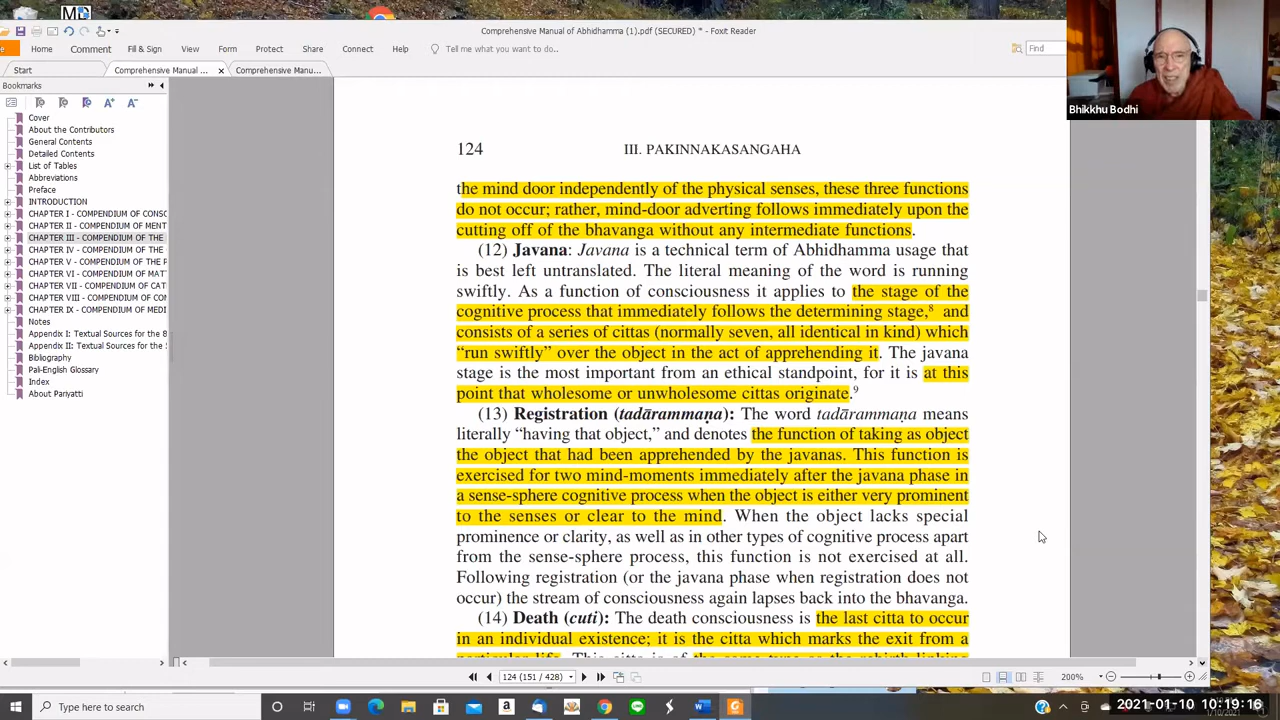 Comprehensive Manual of Abhidhamma (1).pdf (SECURED) * - Foxit Reader
Home Comment Fill & Sign View Form Protect Share Connect Help Tell me what you want to do.. Find
Start Comprehensive Manual ... x Comprehensive Manu...
Bookmarks
Cover
About the Contributors
General Contents
Detailed Contents
List of Tables
Abbreviations
Preface
INTRODUCTION
CHAPTER I - COMPENDIUM OF CONSC
CHAPTER II - COMPENDIUM OF MENT
CHAPTER III - COMPENDIUM OF THE
CHAPTER IV - COMPENDIUM OF THE
CHAPTER V - COMPENDIUM OF THE P
CHAPTER VI - COMPENDIUM OF MAT
CHAPTER VII - COMPENDIUM OF CAT
CHAPTER VIII - COMPENDIUM OF CON
CHAPTER IX - COMPENDIUM OF MEDI
Notes
Appendix I: Textual Sources for the 8
Appendix II: Textual Sources for the 5
Bibliography
Pali-English Glossary
Index
About Pariyatti
124 III. PAKINNAKASANGAHA
the mind door independently of the physical senses, these three functions
do not occur; rather, mind-door adverting follows immediately upon the
cutting off of the bhavanga without any intermediate functions.
(12) Javana: Javana is a technical term of Abhidhamma usage that
is best left untranslated. The literal meaning of the word is running
swiftly. As a function of consciousness it applies to the stage of the
cognitive process that immediately follows the determining stage,⁸ and
consists of a series of cittas (normally seven, all identical in kind) which
“run swiftly” over the object in the act of apprehending it. The javana
stage is the most important from an ethical standpoint, for it is at this
point that wholesome or unwholesome cittas originate.⁹
(13) Registration (tadārammaṇa): The word tadārammaṇa means
literally “having that object,” and denotes the function of taking as object
the object that had been apprehended by the javanas. This function is
exercised for two mind-moments immediately after the javana phase in
a sense-sphere cognitive process when the object is either very prominent
to the senses or clear to the mind. When the object lacks special
prominence or clarity, as well as in other types of cognitive process apart
from the sense-sphere process, this function is not exercised at all.
Following registration (or the javana phase when registration does not
occur) the stream of consciousness again lapses back into the bhavanga.
(14) Death (cuti): The death consciousness is the last citta to occur
in an individual existence; it is the citta which marks the exit from a
particular life. This citta is of the same type as the rebirth-linking
Bhikkhu Bodhi
124 (151 / 428) 200%
Type here to search
2021-01-10 10:19:16